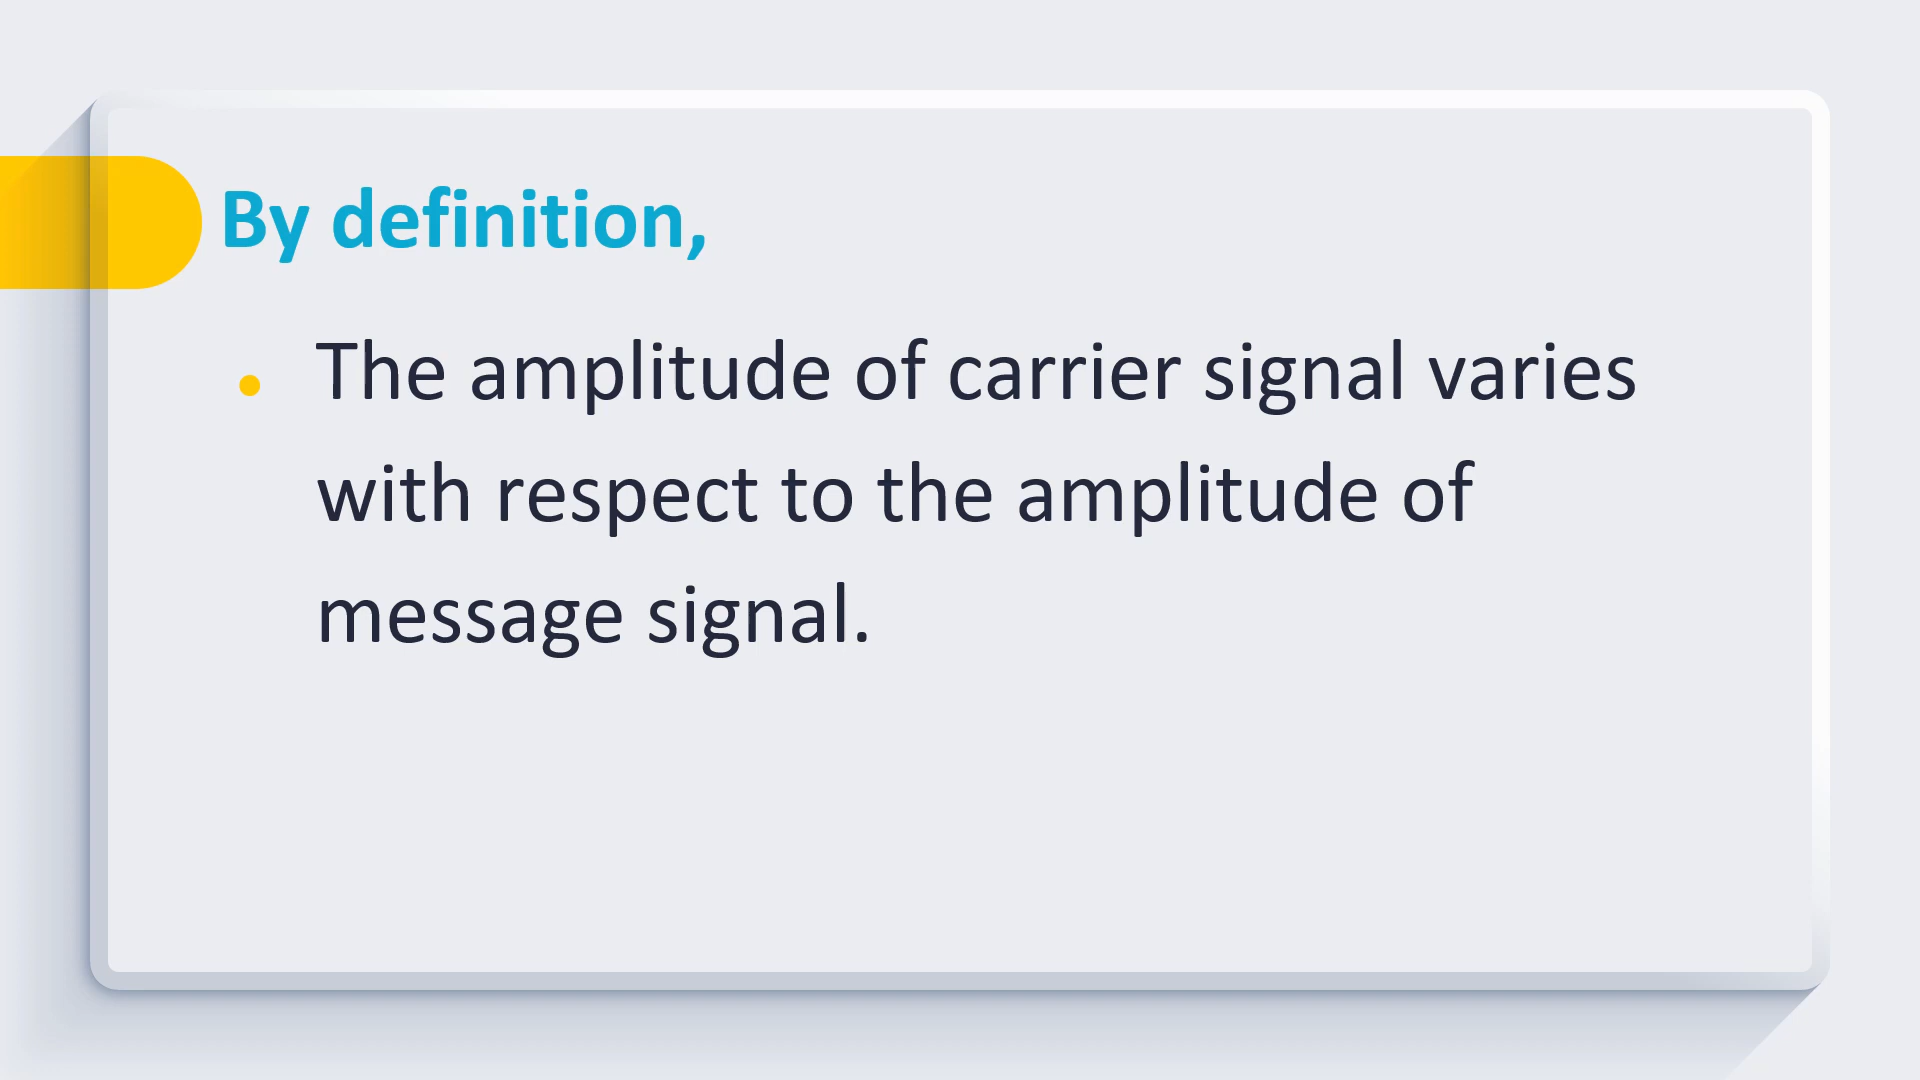 By definition,
The amplitude of carrier signal varies
with respect to the amplitude of
message signal.